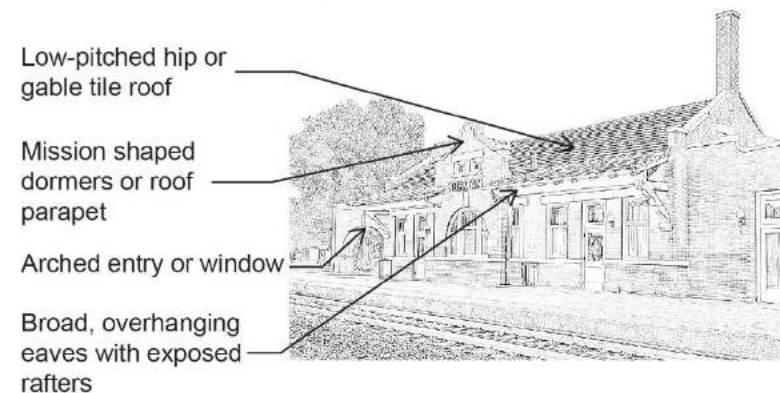 Low-pitched hip or
gable tile roof
Mission shaped
dormers or roof
parapet
Arched entry or window
Broad, overhanging
eaves with exposed
rafters